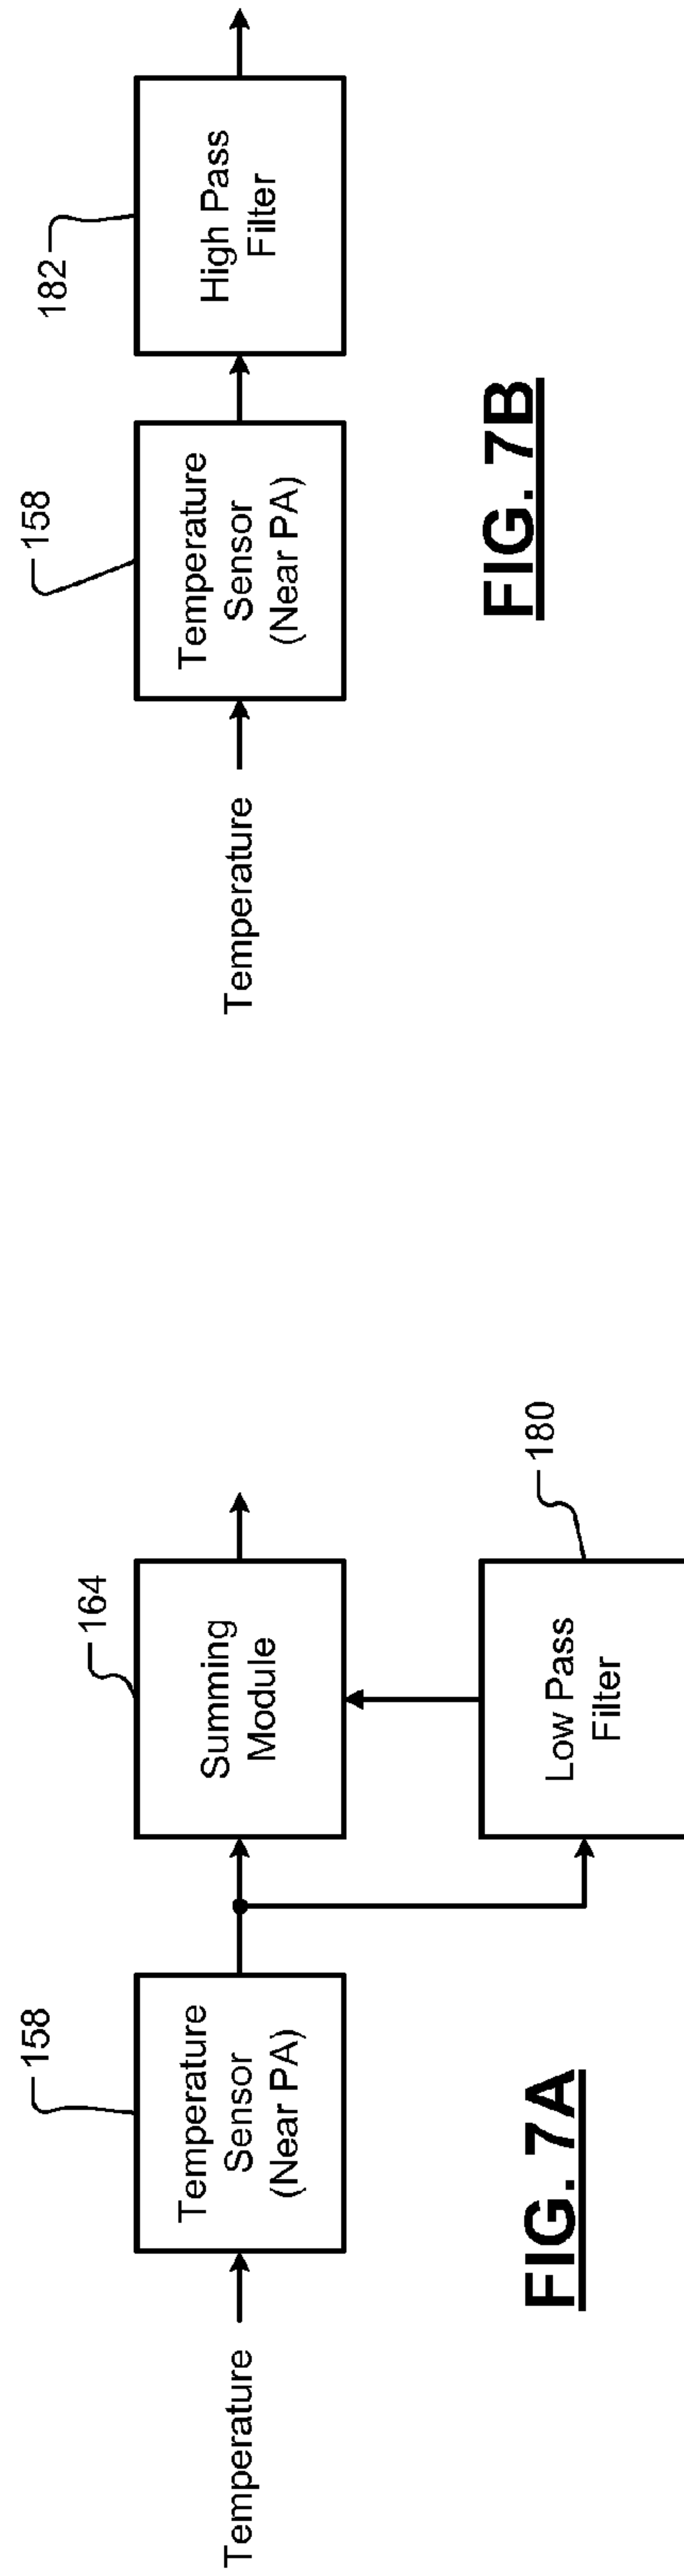 158
164
Temperature
Temperature
Sensor
(Near PA)
Summing
Module
Low Pass
Filter
180
FIG. 7A
158
182
Temperature
Temperature
Sensor
(Near PA)
High Pass
Filter
FIG. 7B